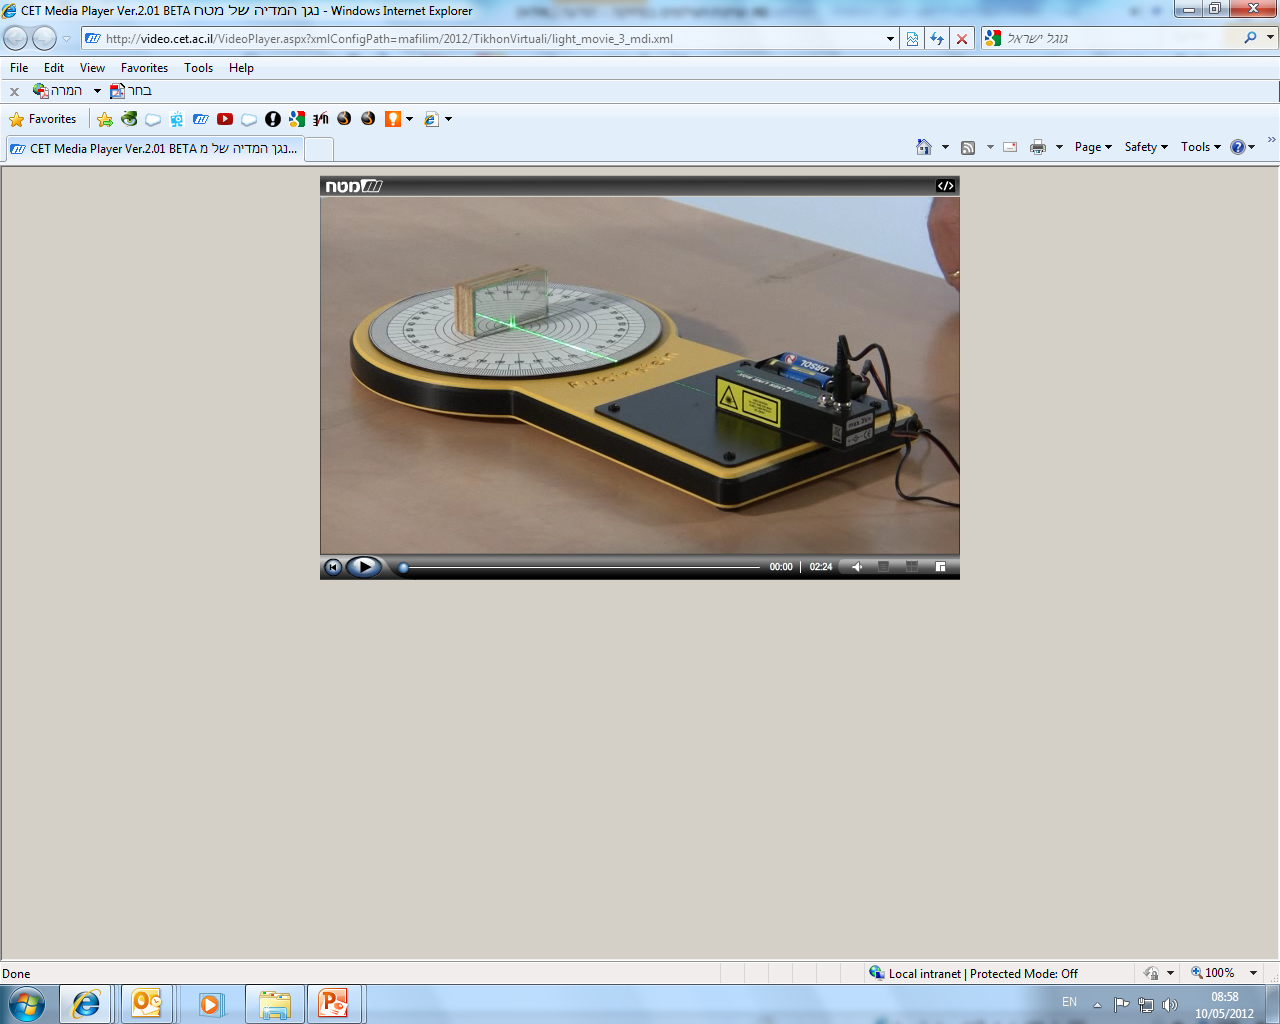 CET Media Player Ver.2.01 BETA נגן המדיה של מטח - Windows Internet Explorer
http://video.cet.ac.il/VideoPlayer.aspx?xmlConfigPath=mafilim/2012/TikhonVirtuali/light_movie_3_mdi.xml
גוגל ישראל
File Edit View Favorites Tools Help
x המרה בחר
Favorites
CET Media Player Ver.2.01 BETA נגן המדיה של מ...
Page Safety Tools
מטח </>
ORSOL
max 3V
00:00 | 02:24
Done
Local intranet | Protected Mode: Off
100%
EN
08:58
10/05/2012